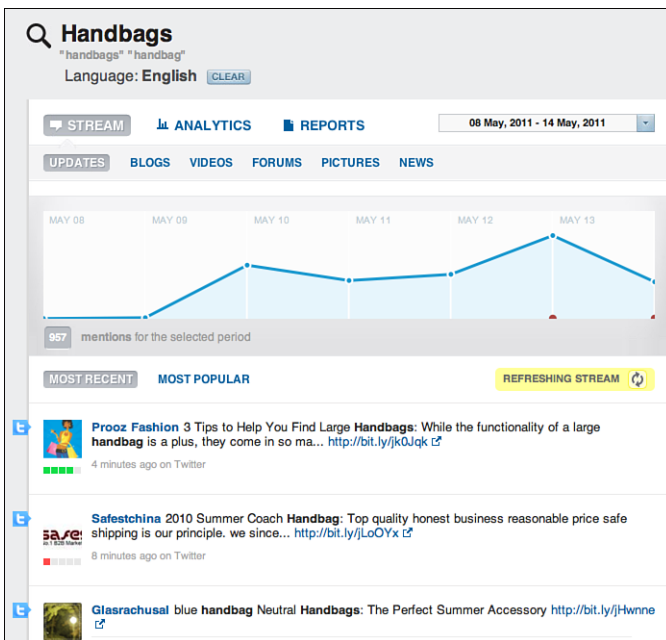 Handbags
"handbags" "handbag"
Language: English CLEAR
STREAM ANALYTICS REPORTS 08 May, 2011 - 14 May, 2011
UPDATES BLOGS VIDEOS FORUMS PICTURES NEWS
MAY 08 MAY 09 MAY 10 MAY 11 MAY 12 MAY 13
957 mentions for the selected period
MOST RECENT MOST POPULAR REFRESHING STREAM
Prooz Fashion 3 Tips to Help You Find Large Handbags: While the functionality of a large
handbag is a plus, they come in so ma... http://bit.ly/jk0Jqk
4 minutes ago on Twitter
Safestchina 2010 Summer Coach Handbag: Top quality honest business reasonable price safe
shipping is our principle. we since... http://bit.ly/jLoOYx
8 minutes ago on Twitter
Glasrachusal blue handbag Neutral Handbags: The Perfect Summer Accessory http://bit.ly/jHwnne